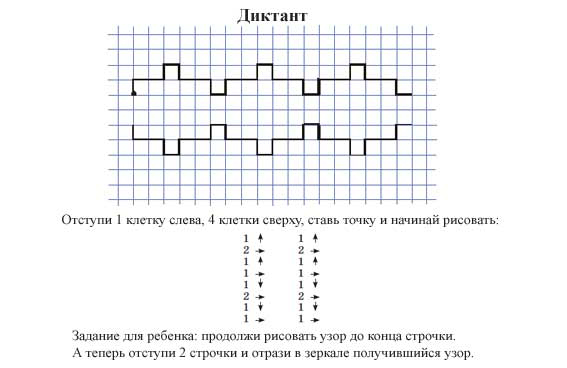 Диктант
Отступи 1 клетку слева, 4 клетки сверху, ставь точку и начинай рисовать:
1 ↑ 1 ↑
2 → 2 →
1 ↑ 1 ↑
1 → 1 →
1 ↓ 1 ↓
2 → 2 →
1 ↓ 1 ↓
1 → 1 →
Задание для ребенка: продолжи рисовать узор до конца строчки.
А теперь отступи 2 строчки и отрази в зеркале получившийся узор.